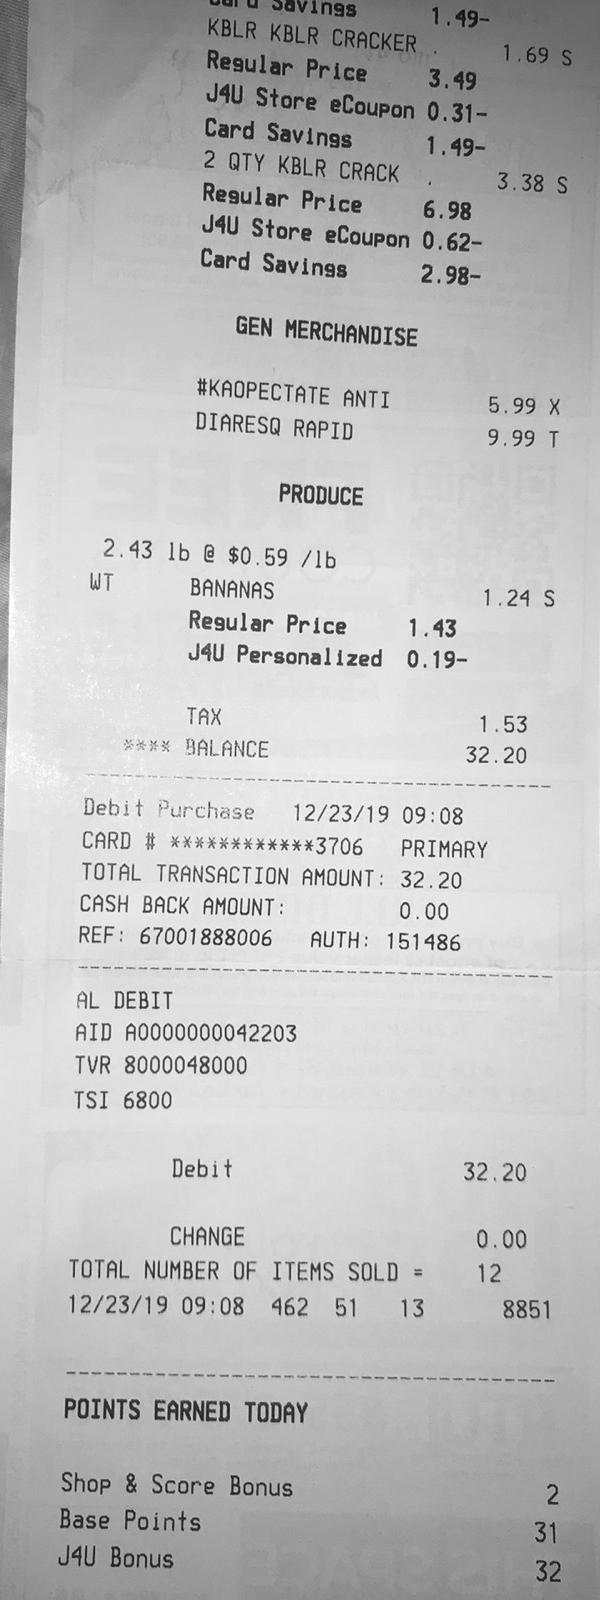 Card Savings 1.49-
KBLR KBLR CRACKER . 1.69 S
Regular Price 3.49
J4U Store eCoupon 0.31-
Card Savings 1.49-
2 QTY KBLR CRACK . 3.38 S
Regular Price 6.98
J4U Store eCoupon 0.62-
Card Savings 2.98-
GEN MERCHANDISE
#KAOPECTATE ANTI 5.99 X
DIARESQ RAPID 9.99 T
PRODUCE
2.43 lb @ $0.59 /lb
WT BANANAS 1.24 S
Regular Price 1.43
J4U Personalized 0.19-
TAX 1.53
**** BALANCE 32.20
Debit Purchase 12/23/19 09:08
CARD # ************3706 PRIMARY
TOTAL TRANSACTION AMOUNT: 32.20
CASH BACK AMOUNT: 0.00
REF: 67001888006 AUTH: 151486
AL DEBIT
AID A0000000042203
TVR 8000048000
TSI 6800
Debit 32.20
CHANGE 0.00
TOTAL NUMBER OF ITEMS SOLD = 12
12/23/19 09:08 462 51 13 8851
POINTS EARNED TODAY
Shop & Score Bonus 2
Base Points 31
J4U Bonus 32